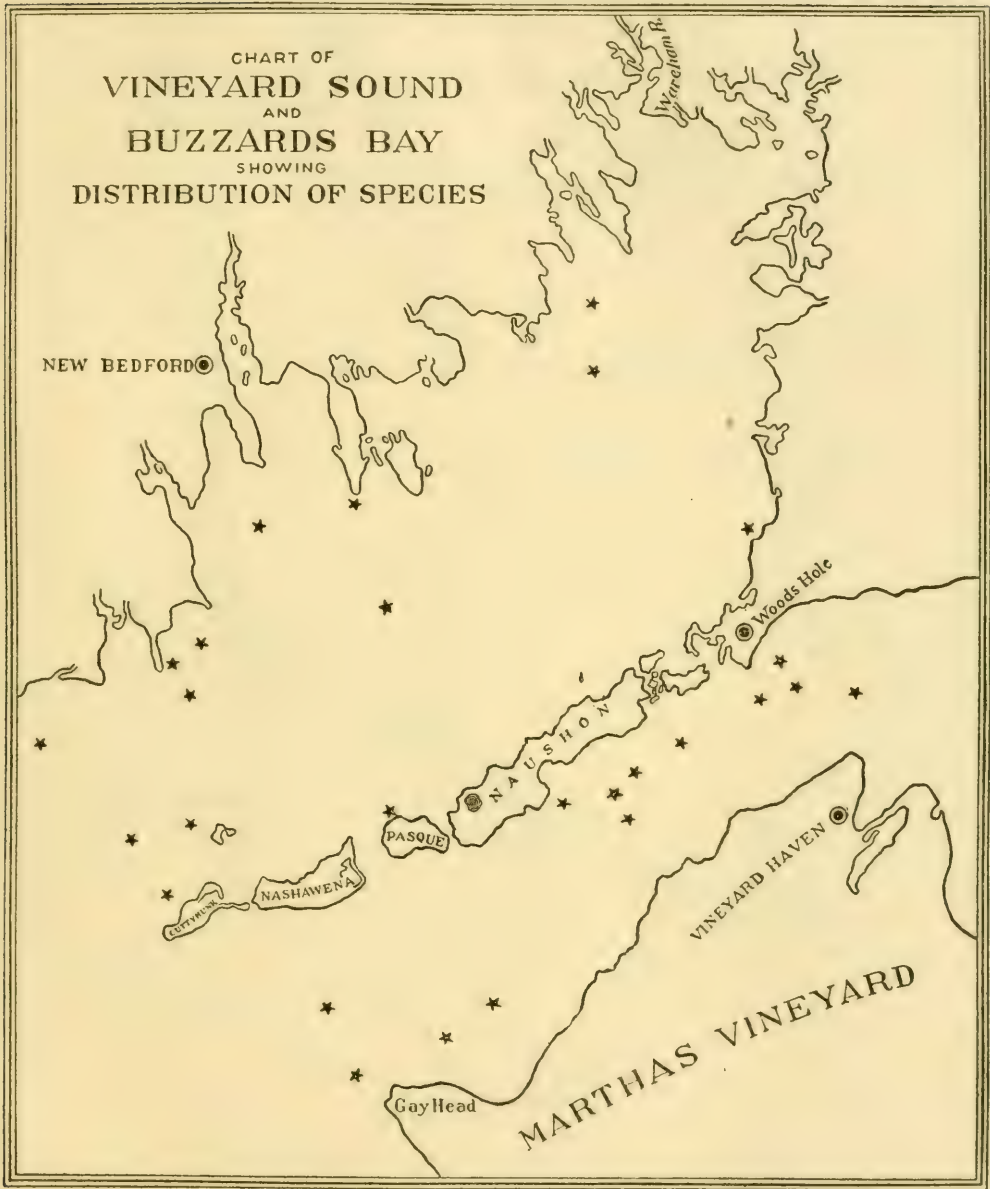 CHART OF
VINEYARD SOUND
AND
BUZZARDS BAY
SHOWING
DISTRIBUTION OF SPECIES
Wareham R.
NEW BEDFORD
Woods Hole
NAUSHON
PASQUE
NASHAWENA
CUTTYHUNK
VINEYARD HAVEN
MARTHAS VINEYARD
Gay Head